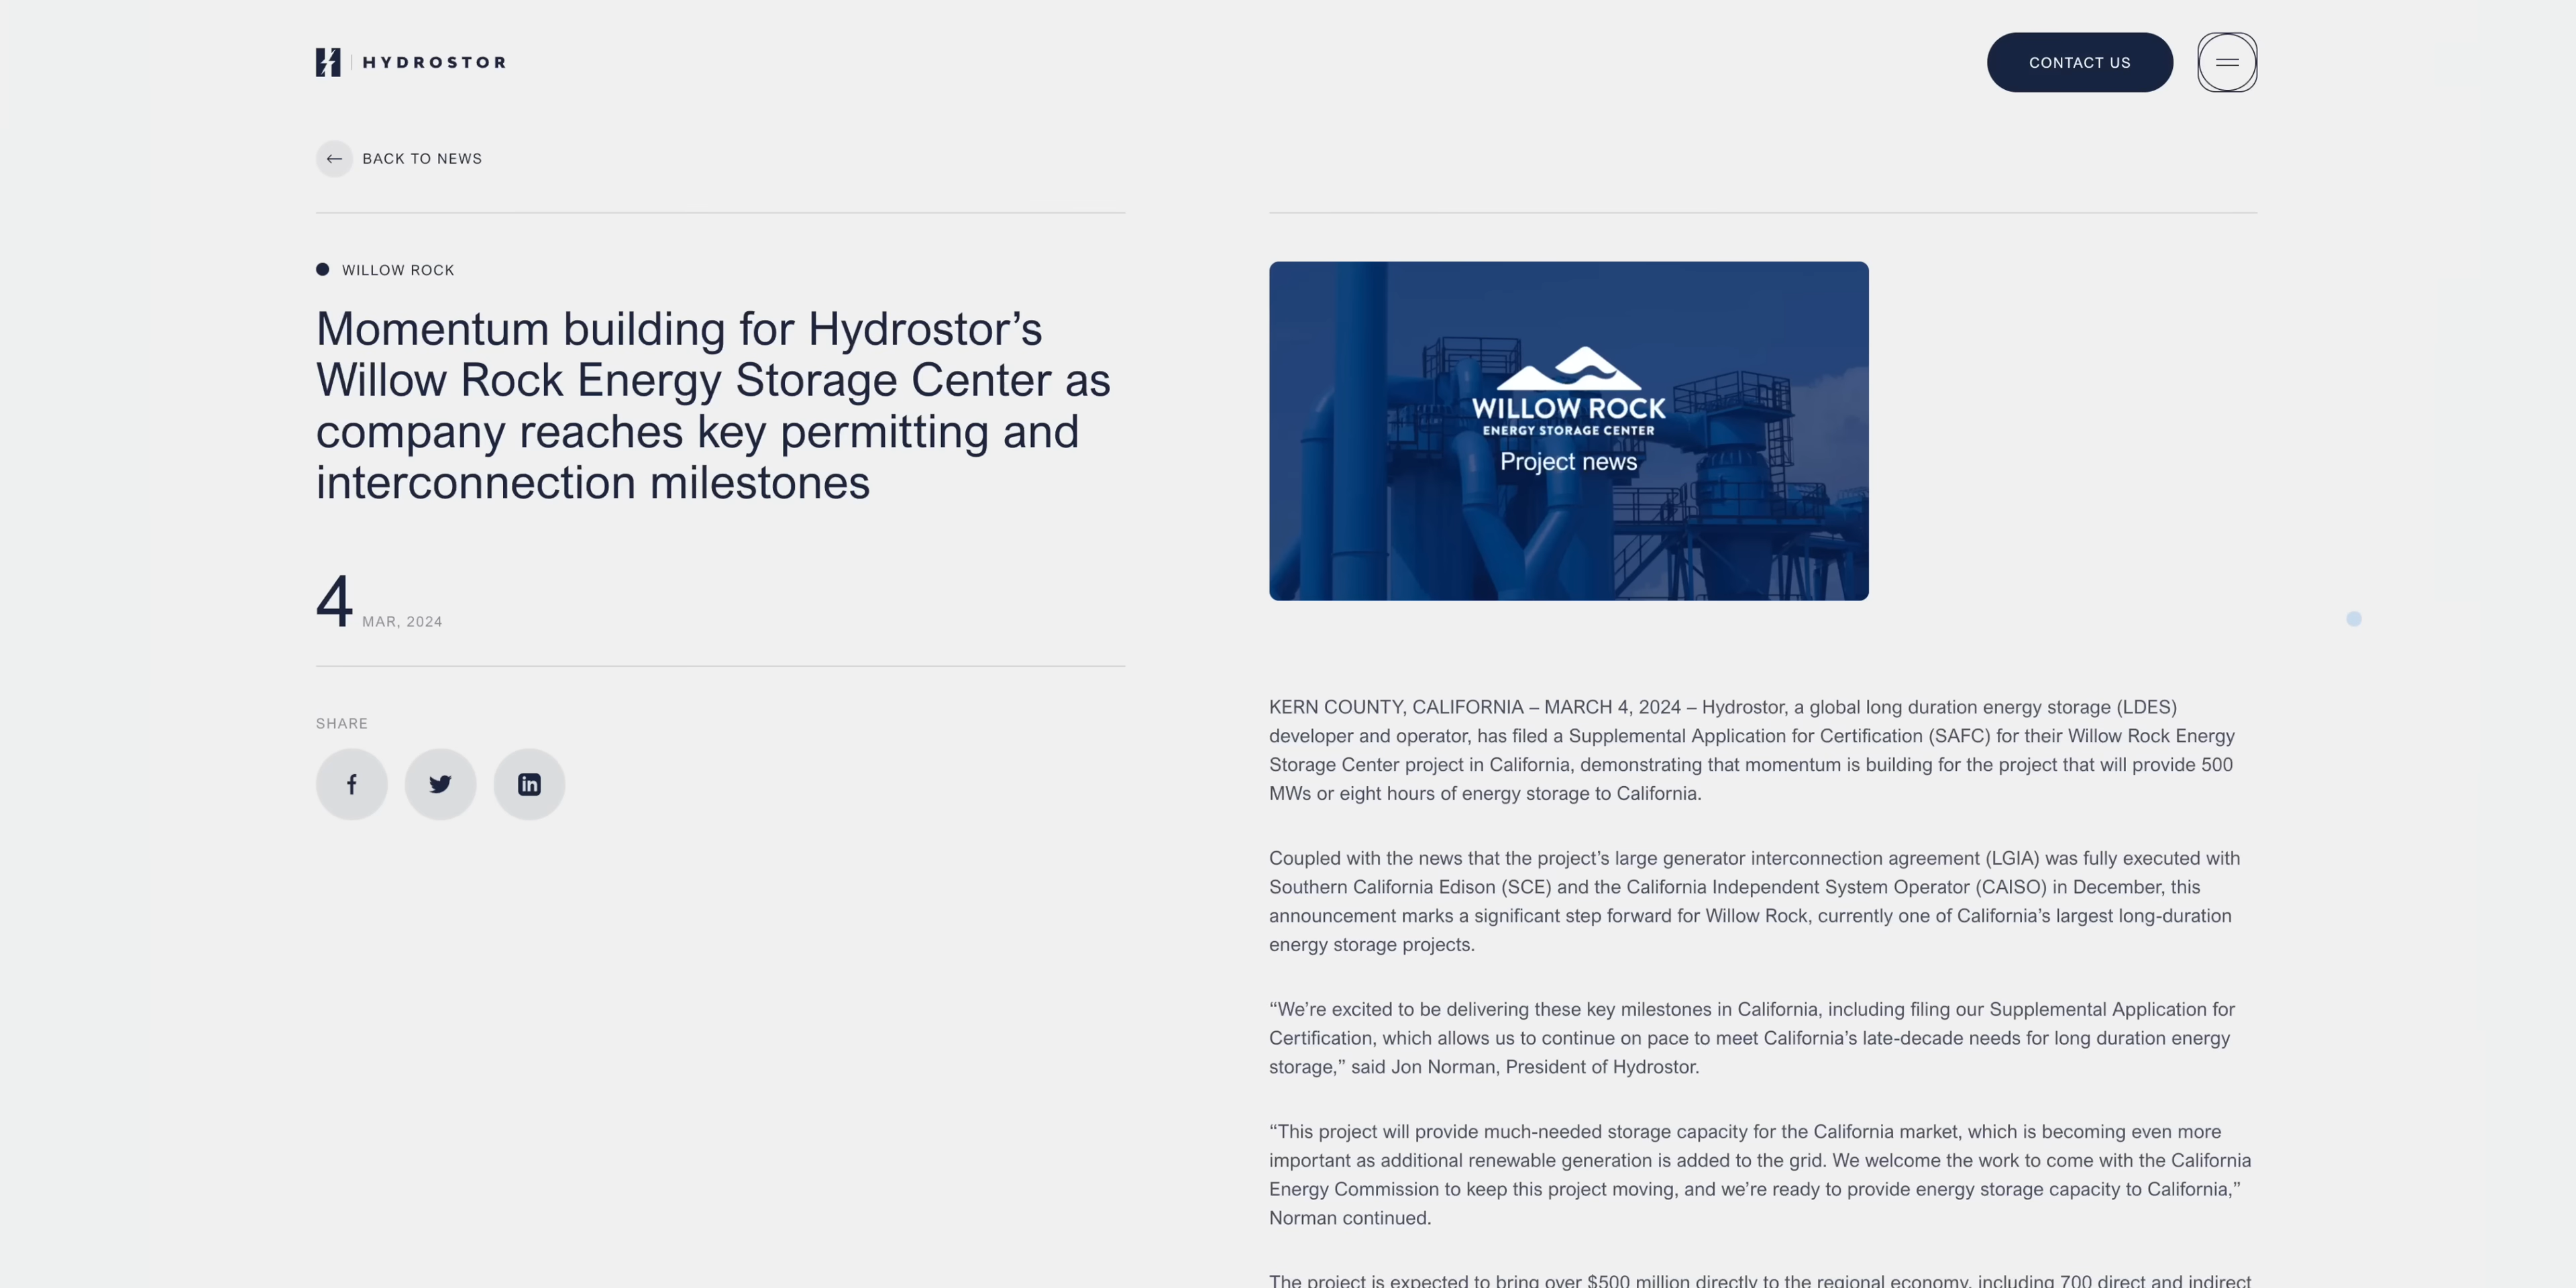 HYDROSTOR
CONTACT US
BACK TO NEWS
WILLOW ROCK
Momentum building for Hydrostor’s
Willow Rock Energy Storage Center as
company reaches key permitting and
interconnection milestones
4 MAR, 2024
SHARE
WILLOW ROCK
ENERGY STORAGE CENTER
Project news
KERN COUNTY, CALIFORNIA – MARCH 4, 2024 – Hydrostor, a global long duration energy storage (LDES)
developer and operator, has filed a Supplemental Application for Certification (SAFC) for their Willow Rock Energy
Storage Center project in California, demonstrating that momentum is building for the project that will provide 500
MWs or eight hours of energy storage to California.
Coupled with the news that the project’s large generator interconnection agreement (LGIA) was fully executed with
Southern California Edison (SCE) and the California Independent System Operator (CAISO) in December, this
announcement marks a significant step forward for Willow Rock, currently one of California’s largest long-duration
energy storage projects.
“We’re excited to be delivering these key milestones in California, including filing our Supplemental Application for
Certification, which allows us to continue on pace to meet California’s late-decade needs for long duration energy
storage,” said Jon Norman, President of Hydrostor.
“This project will provide much-needed storage capacity for the California market, which is becoming even more
important as additional renewable generation is added to the grid. We welcome the work to come with the California
Energy Commission to keep this project moving, and we’re ready to provide energy storage capacity to California,”
Norman continued.
The project is expected to bring over $500 million directly to the regional economy, including 700 direct and indirect